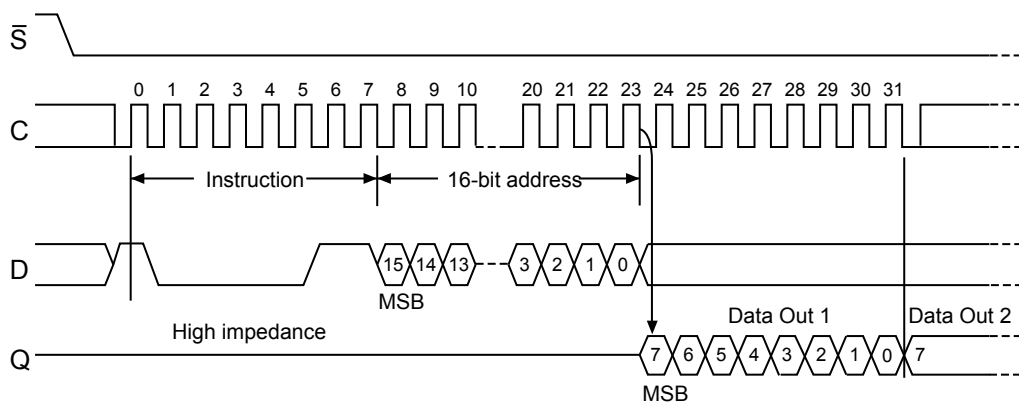 S̅
0 1 2 3 4 5 6 7 8 9 10 20 21 22 23 24 25 26 27 28 29 30 31
C
Instruction 16-bit address
D 15 14 13 3 2 1 0
MSB
High impedance Data Out 1 Data Out 2
Q 7 6 5 4 3 2 1 0 7
MSB